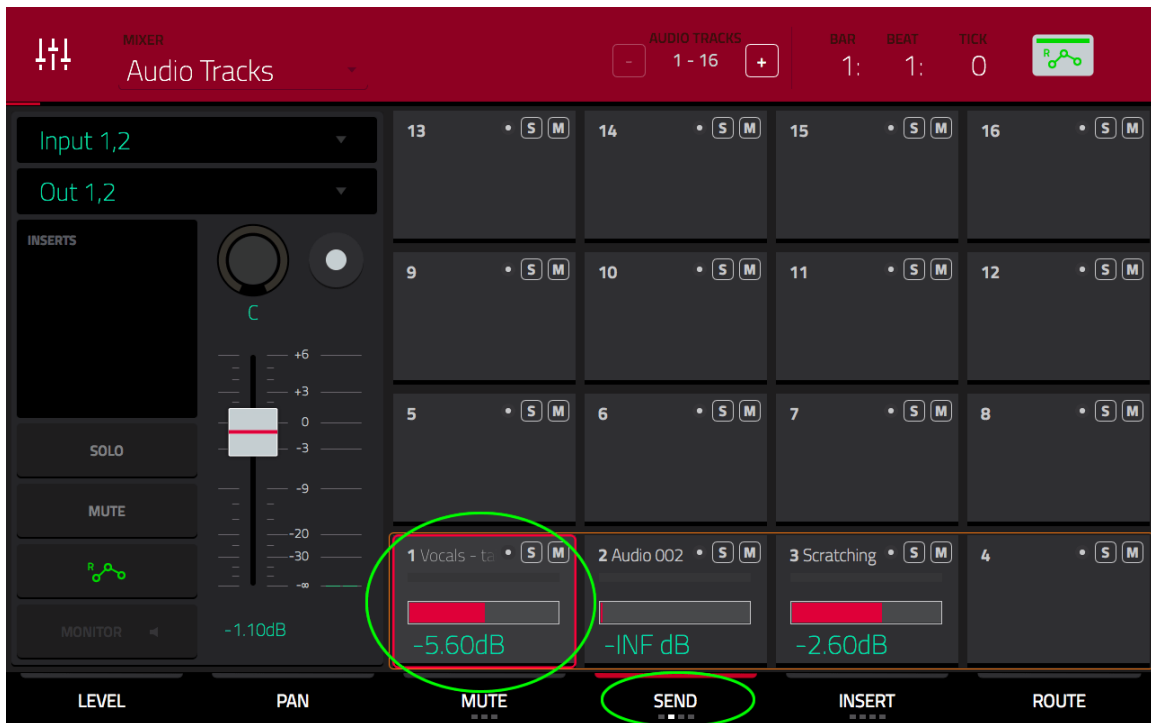 MIXER
Audio Tracks
AUDIO TRACKS
- 1 - 16 +
BAR BEAT TICK
1: 1: 0
R
Input 1,2
Out 1,2
INSERTS
C
+6
+3
0
-3
-9
-20
-30
-∞
-1.10dB
SOLO
MUTE
R
MONITOR
13 S M
14 S M
15 S M
16 S M
9 S M
10 S M
11 S M
12 S M
5 S M
6 S M
7 S M
8 S M
1 Vocals - ta S M
-5.60dB
2 Audio 002 S M
-INF dB
3 Scratching S M
-2.60dB
4 S M
LEVEL PAN MUTE SEND INSERT ROUTE